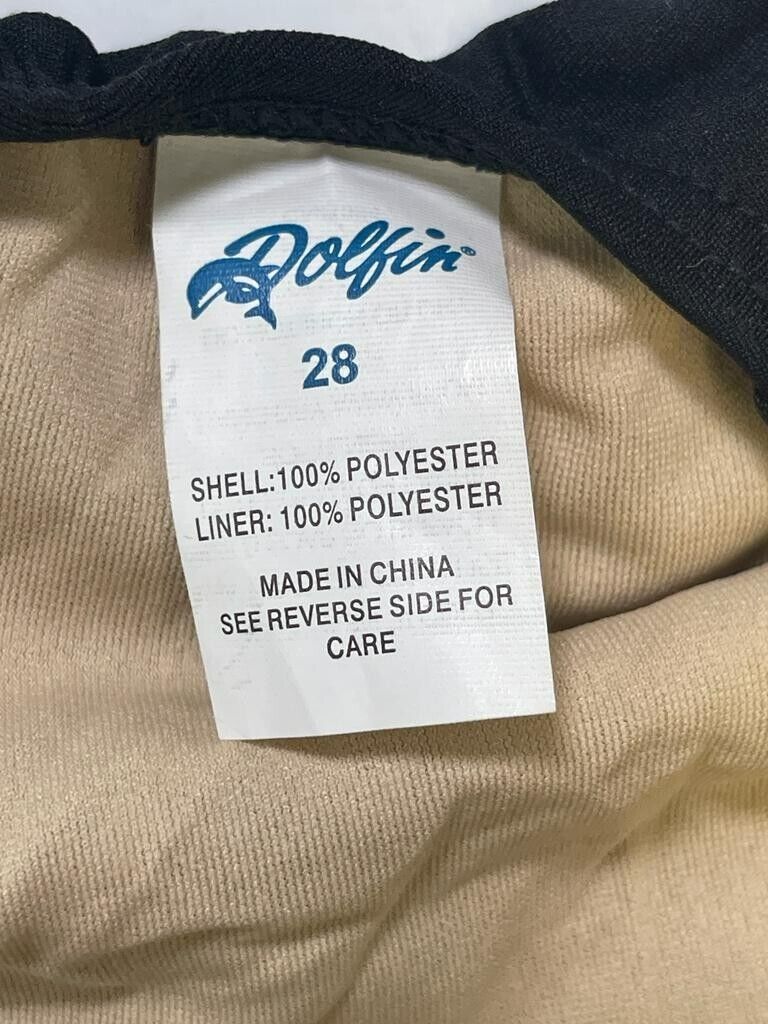 Dolfin®
28
SHELL:100% POLYESTER
LINER: 100% POLYESTER
MADE IN CHINA
SEE REVERSE SIDE FOR
CARE